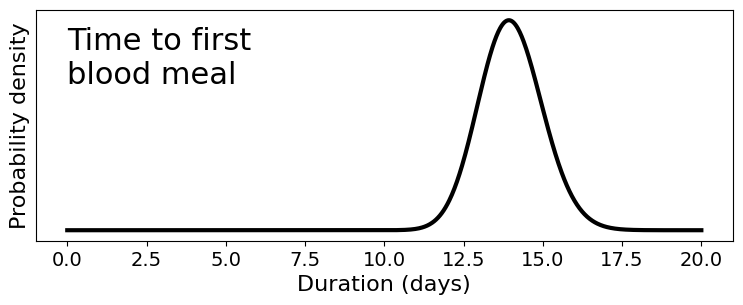 Time to first
blood meal
Probability density
0.0 2.5 5.0 7.5 10.0 12.5 15.0 17.5 20.0
Duration (days)